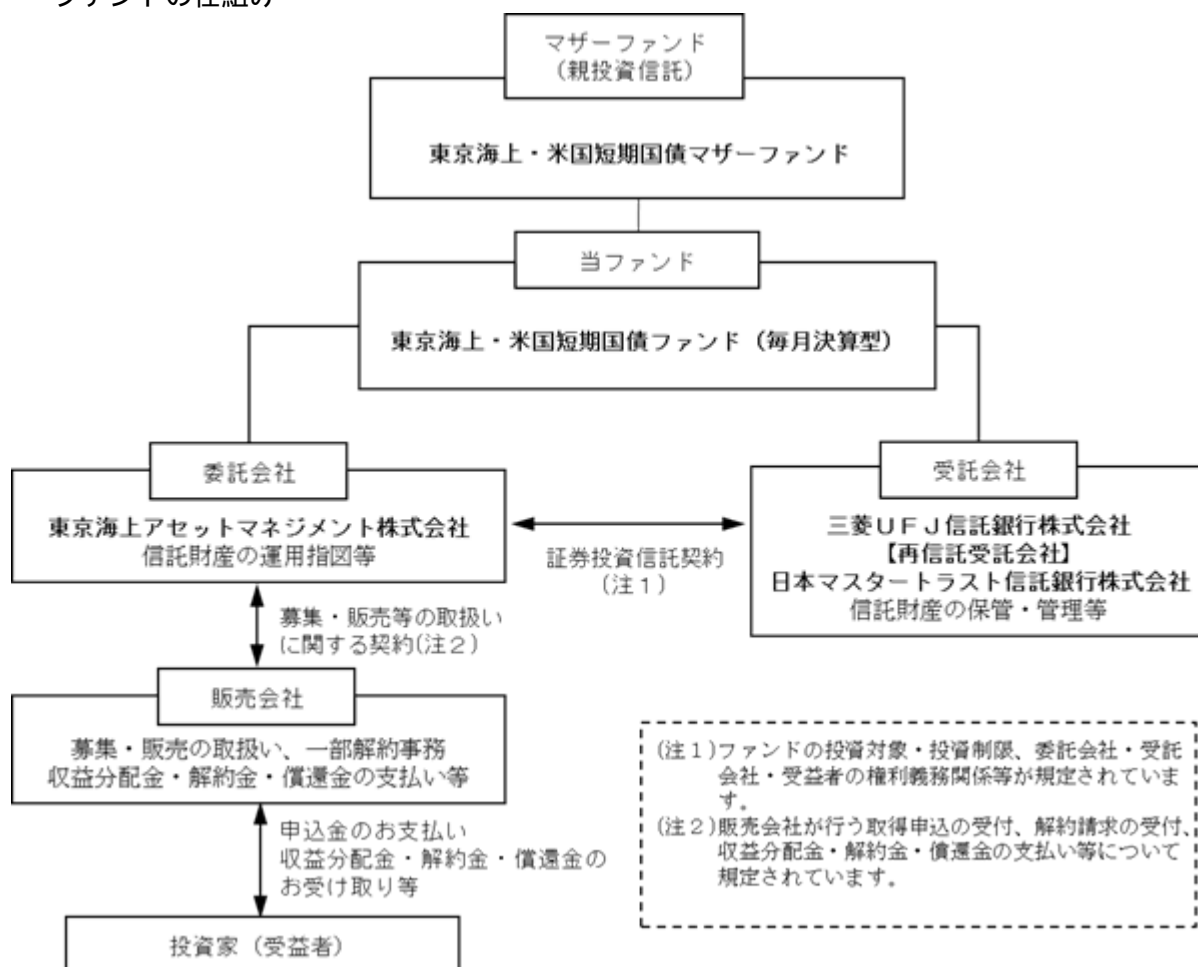 ファンドの仕組み
マザーファンド
(親投資信託)
東京海上・米国短期国債マザーファンド
当ファンド
東京海上・米国短期国債ファンド(毎月決算型)
委託会社
東京海上アセットマネジメント株式会社
信託財産の運用指図等
証券投資信託契約
(注1)
受託会社
三菱UFJ信託銀行株式会社
【再信託受託会社】
日本マスタートラスト信託銀行株式会社
信託財産の保管・管理等
募集・販売等の取扱い
に関する契約(注2)
販売会社
募集・販売の取扱い、一部解約事務
収益分配金・解約金・償還金の支払い等
申込金のお支払い
収益分配金・解約金・償還金の
お受け取り等
投資家(受益者)
(注1)ファンドの投資対象・投資制限、委託会社・受託
会社・受益者の権利義務関係等が規定されていま
す。
(注2)販売会社が行う取得申込の受付、解約請求の受付、
収益分配金・解約金・償還金の支払い等について
規定されています。